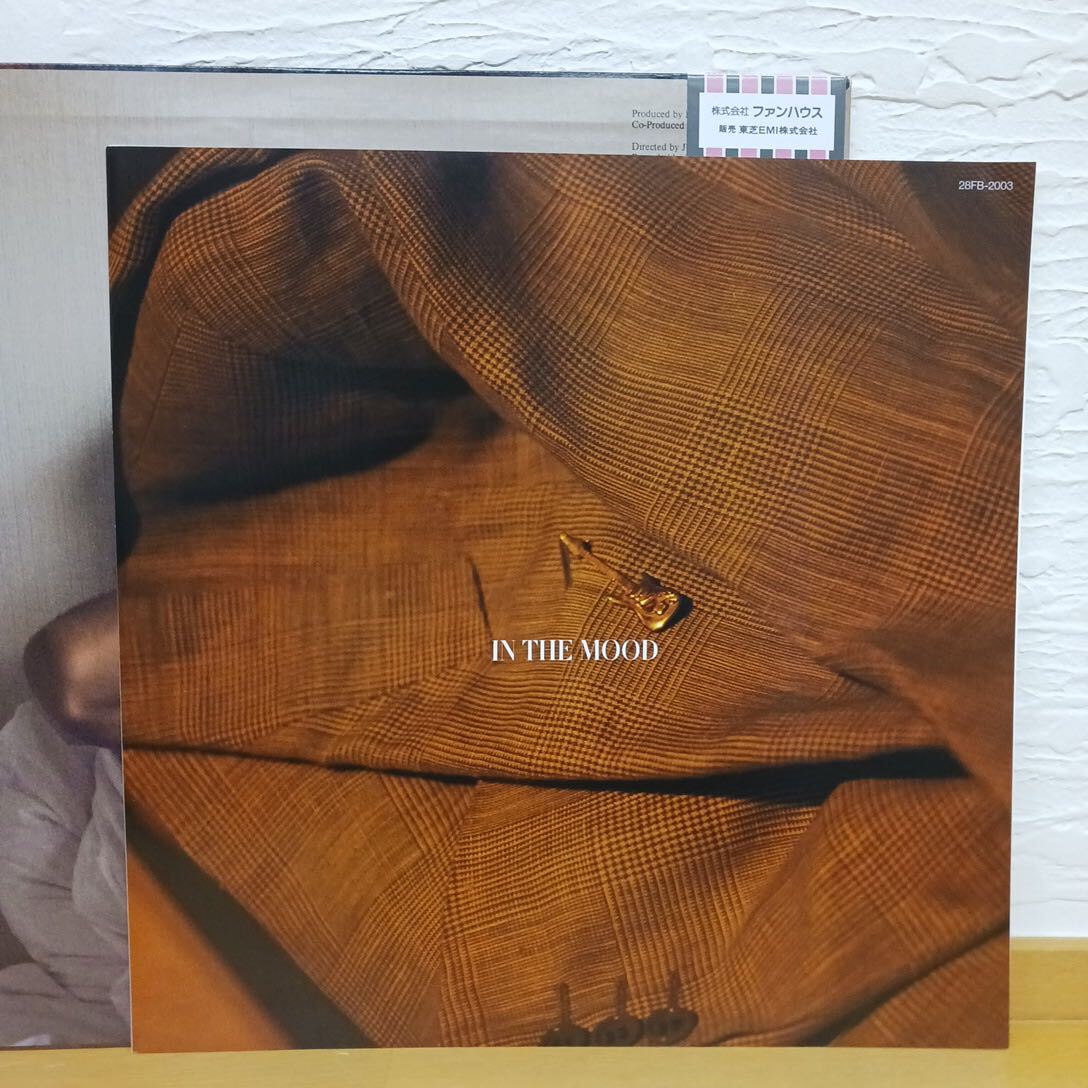 Produced by
Co-Produced
Directed by J
株式会社 ファンハウス
販売 東芝EMI株式会社
28FB-2003
IN THE MOOD